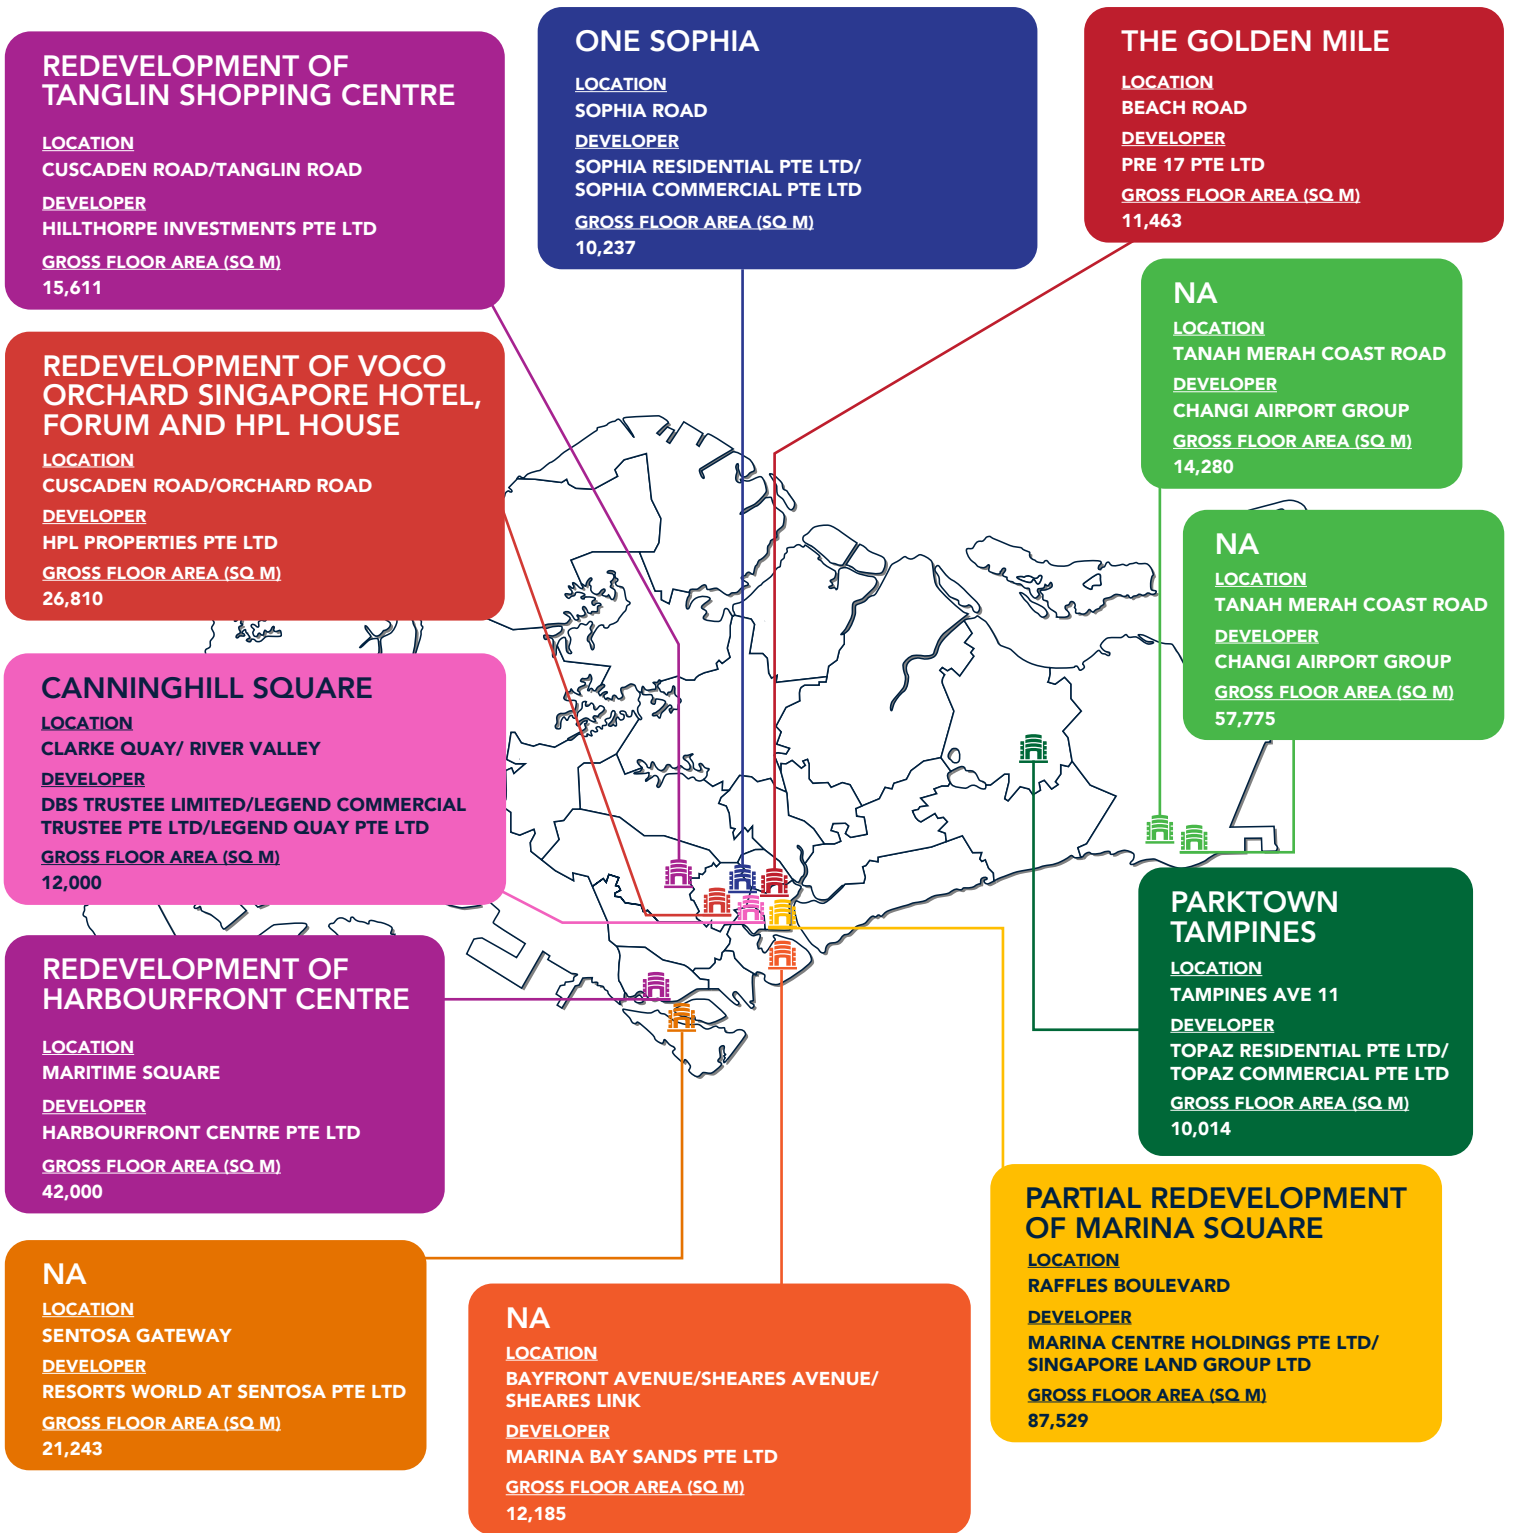 REDEVELOPMENT OF
TANGLIN SHOPPING CENTRE
LOCATION
CUSCADEN ROAD/TANGLIN ROAD
DEVELOPER
HILLTHORPE INVESTMENTS PTE LTD
GROSS FLOOR AREA (SQ M)
15,611
ONE SOPHIA
LOCATION
SOPHIA ROAD
DEVELOPER
SOPHIA RESIDENTIAL PTE LTD/
SOPHIA COMMERCIAL PTE LTD
GROSS FLOOR AREA (SQ M)
10,237
THE GOLDEN MILE
LOCATION
BEACH ROAD
DEVELOPER
PRE 17 PTE LTD
GROSS FLOOR AREA (SQ M)
11,463
NA
LOCATION
TANAH MERAH COAST ROAD
DEVELOPER
CHANGI AIRPORT GROUP
GROSS FLOOR AREA (SQ M)
14,280
REDEVELOPMENT OF VOCO
ORCHARD SINGAPORE HOTEL,
FORUM AND HPL HOUSE
LOCATION
CUSCADEN ROAD/ORCHARD ROAD
DEVELOPER
HPL PROPERTIES PTE LTD
GROSS FLOOR AREA (SQ M)
26,810
NA
LOCATION
TANAH MERAH COAST ROAD
DEVELOPER
CHANGI AIRPORT GROUP
GROSS FLOOR AREA (SQ M)
57,775
CANNINGHILL SQUARE
LOCATION
CLARKE QUAY/ RIVER VALLEY
DEVELOPER
DBS TRUSTEE LIMITED/LEGEND COMMERCIAL
TRUSTEE PTE LTD/LEGEND QUAY PTE LTD
GROSS FLOOR AREA (SQ M)
12,000
PARKTOWN
TAMPINES
LOCATION
TAMPINES AVE 11
DEVELOPER
TOPAZ RESIDENTIAL PTE LTD/
TOPAZ COMMERCIAL PTE LTD
GROSS FLOOR AREA (SQ M)
10,014
REDEVELOPMENT OF
HARBOURFRONT CENTRE
LOCATION
MARITIME SQUARE
DEVELOPER
HARBOURFRONT CENTRE PTE LTD
GROSS FLOOR AREA (SQ M)
42,000
PARTIAL REDEVELOPMENT
OF MARINA SQUARE
LOCATION
RAFFLES BOULEVARD
DEVELOPER
MARINA CENTRE HOLDINGS PTE LTD/
SINGAPORE LAND GROUP LTD
GROSS FLOOR AREA (SQ M)
87,529
NA
LOCATION
SENTOSA GATEWAY
DEVELOPER
RESORTS WORLD AT SENTOSA PTE LTD
GROSS FLOOR AREA (SQ M)
21,243
NA
LOCATION
BAYFRONT AVENUE/SHEARES AVENUE/
SHEARES LINK
DEVELOPER
MARINA BAY SANDS PTE LTD
GROSS FLOOR AREA (SQ M)
12,185